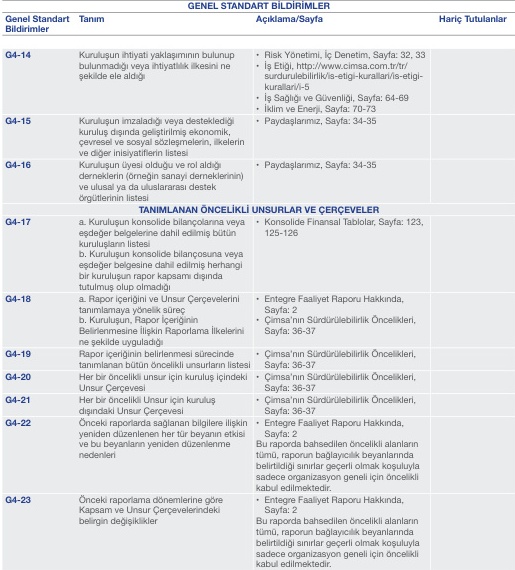 GENEL STANDART BİLDİRİMLER
Genel Standart Bildirimler
Tanım
Açıklama/Sayfa
Hariç Tutulanlar
G4-14
Kuruluşun ihtiyati yaklaşımının bulunup
bulunmadığı veya ihtiyatlılık ilkesini ne
şekilde ele aldığı
• Risk Yönetimi, İç Denetim, Sayfa: 32, 33
• İş Etiği, http://www.cimsa.com.tr/tr/
surdurulebilirlik/is-etigi-kurallari/is-etigi-
kurallari/i-5
• İş Sağlığı ve Güvenliği, Sayfa: 64-69
• İklim ve Enerji, Sayfa: 70-73
G4-15
Kuruluşun imzaladığı veya desteklediği
kuruluş dışında geliştirilmiş ekonomik,
çevresel ve sosyal sözleşmelerin, ilkelerin
ve diğer inisiyatiflerin listesi
• Paydaşlarımız, Sayfa: 34-35
G4-16
Kuruluşun üyesi olduğu ve rol aldığı
derneklerin (örneğin sanayi derneklerinin)
ve ulusal ya da uluslararası destek
örgütlerinin listesi
• Paydaşlarımız, Sayfa: 34-35
TANIMLANAN ÖNCELİKLİ UNSURLAR VE ÇERÇEVELER
G4-17
a. Kuruluşun konsolide bilançolarına veya
eşdeğer belgelerine dahil edilmiş bütün
kuruluşların listesi
b. Kuruluşun konsolide bilançosuna veya
eşdeğer belgesine dahil edilmiş herhangi
bir kuruluşun rapor kapsamı dışında
tutulmuş olup olmadığı
• Konsolide Finansal Tablolar, Sayfa: 123,
125-126
G4-18
a. Rapor içeriğini ve Unsur Çerçevelerini
tanımlamaya yönelik süreç
b. Kuruluşun, Rapor İçeriğinin
Belirlenmesine İlişkin Raporlama İlkelerini
ne şekilde uyguladığı
• Entegre Faaliyet Raporu Hakkında,
Sayfa: 2
• Çimsa'nın Sürdürülebilirlik Öncelikleri,
Sayfa: 36-37
G4-19
Rapor içeriğinin belirlenmesi sürecinde
tanımlanan bütün öncelikli unsurların listesi
• Çimsa'nın Sürdürülebilirlik Öncelikleri,
Sayfa: 36-37
G4-20
Her bir öncelikli unsur için kuruluş içindeki
Unsur Çerçevesi
• Çimsa'nın Sürdürülebilirlik Öncelikleri,
Sayfa: 36-37
G4-21
Her bir öncelikli Unsur için kuruluş
dışındaki Unsur Çerçevesi
• Çimsa'nın Sürdürülebilirlik Öncelikleri,
Sayfa: 36-37
G4-22
Önceki raporlarda sağlanan bilgilere ilişkin
yeniden düzenlenen her tür beyanın etkisi
ve bu beyanların yeniden düzenlenme
nedenleri
• Entegre Faaliyet Raporu Hakkında,
Sayfa: 2
Bu raporda bahsedilen öncelikli alanların
tümü, raporun bağlayıcılık beyanlarında
belirtildiği sınırlar geçerli olmak koşuluyla
sadece organizasyon geneli için öncelikli
kabul edilmektedir.
G4-23
Önceki raporlama dönemlerine göre
Kapsam ve Unsur Çerçevelerindeki
belirgin değişiklikler
• Entegre Faaliyet Raporu Hakkında,
Sayfa: 2
Bu raporda bahsedilen öncelikli alanların
tümü, raporun bağlayıcılık beyanlarında
belirtildiği sınırlar geçerli olmak koşuluyla
sadece organizasyon geneli için öncelikli
kabul edilmektedir.